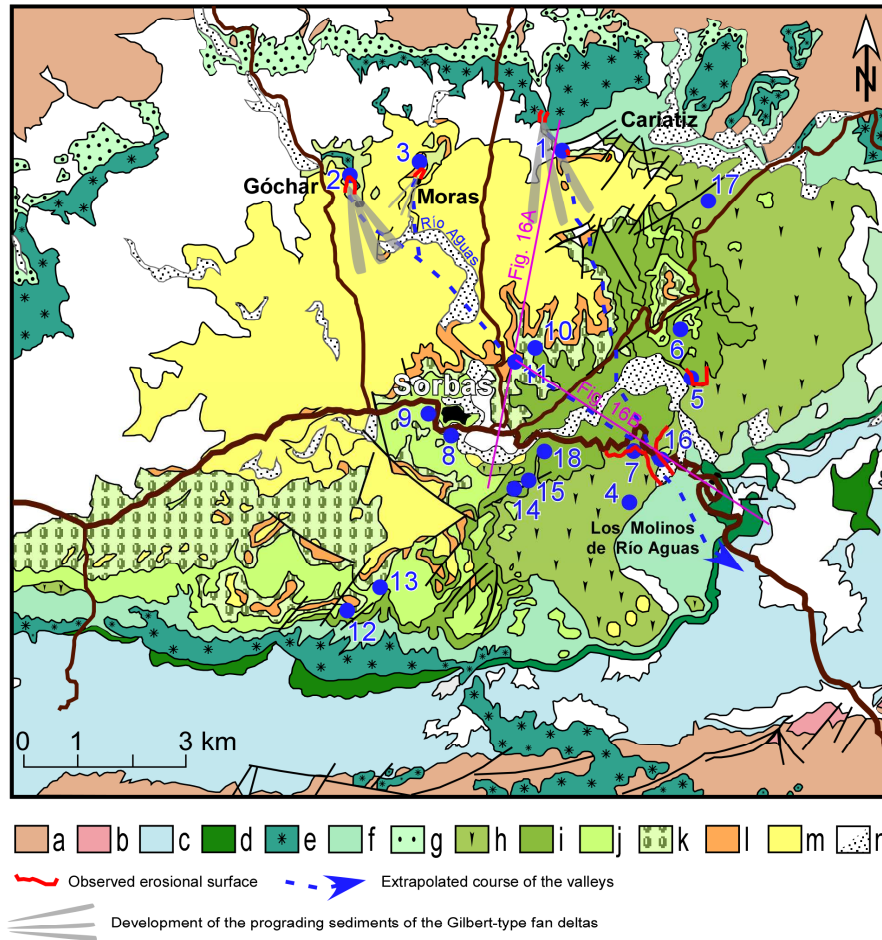 N
Cariatiz
1
3
2
Góchar
Moras
17
Río Aguas
Fig. 16A
10
6
11
Sorbas
5
Fig. 16B
9
8
16
18
7
15
14
4
Los Molinos
de Río Aguas
13
12
0 1 3 km
a b c d e f g h i j k l m n
Observed erosional surface Extrapolated course of the valleys
Development of the prograding sediments of the Gilbert-type fan deltas